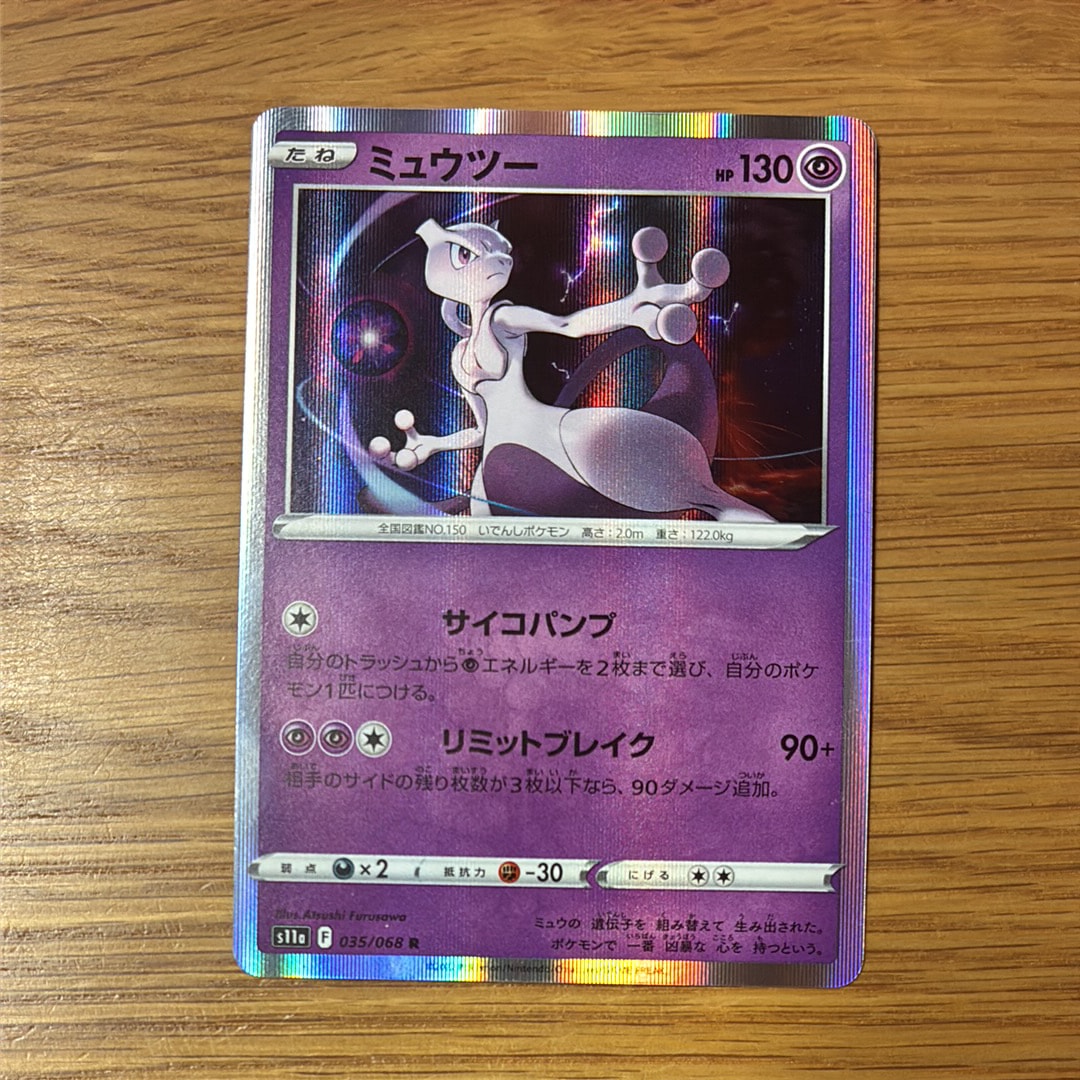 たね ミュウツー HP 130
全国図鑑NO.150 いでんしポケモン 高さ:2.0m 重さ:122.0kg
サイコパンプ
自分のトラッシュからエネルギーを2枚まで選び、自分のポケ
モン1匹につける。
リミットブレイク 90+
相手のサイドの残り枚数が3枚以下なら、90ダメージ追加。
弱点 ×2 抵抗力 -30 にげる
Illus. Atsushi Furusawa
ミュウの 遺伝子を 組み替えて 生み出された。
ポケモンで 一番 凶暴な 心を 持つという。
s11a F 035/068 R